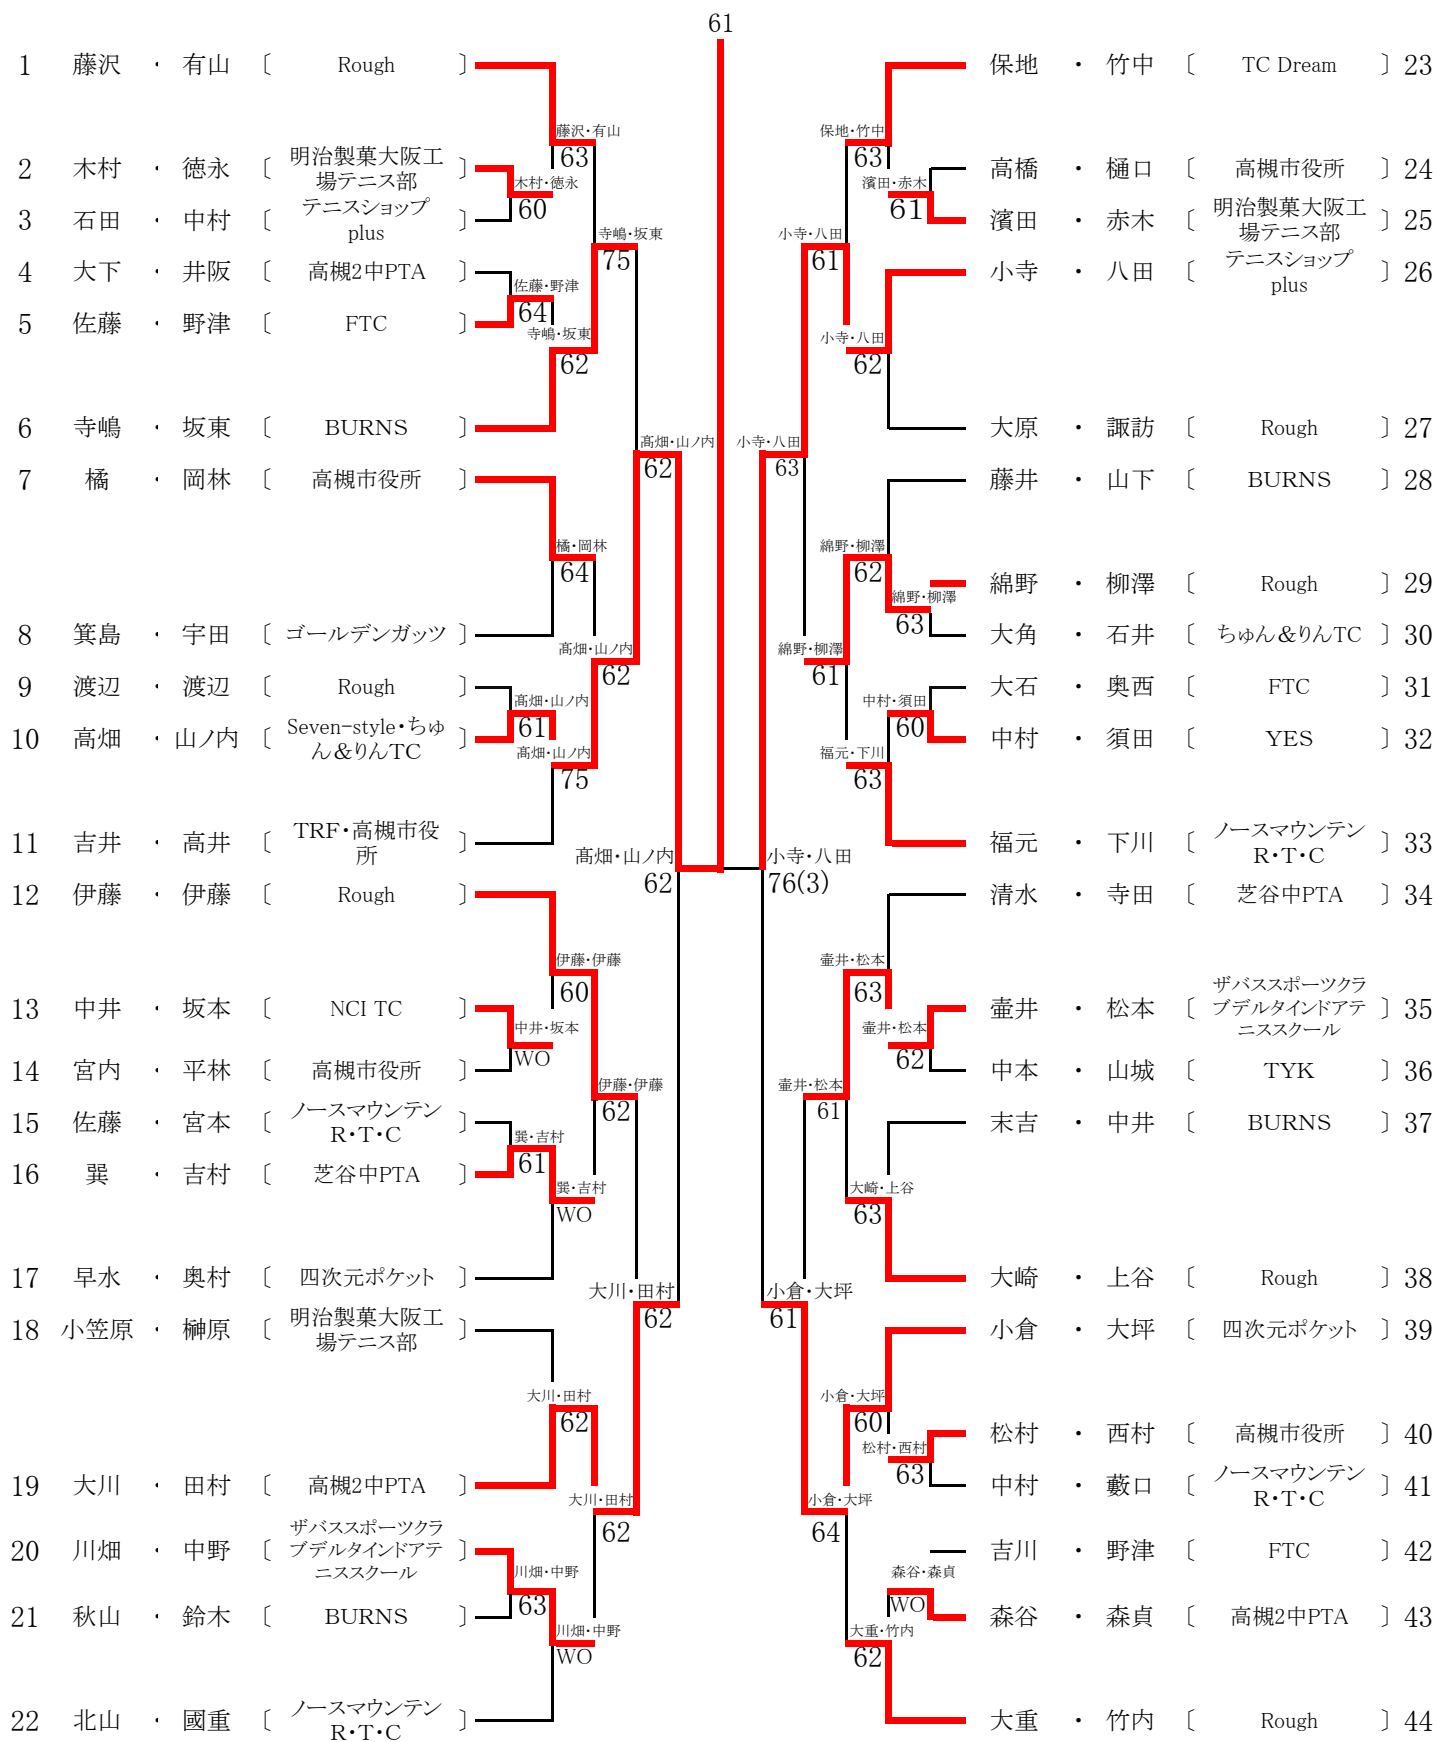 61
1 藤沢 ・ 有山 〔 Rough 〕
2 木村 ・ 徳永 〔 明治製菓大阪工
場テニス部 〕
3 石田 ・ 中村 〔 テニスショップ
plus 〕
4 大下 ・ 井阪 〔 高槻2中PTA 〕
5 佐藤 ・ 野津 〔 FTC 〕
6 寺嶋 ・ 坂東 〔 BURNS 〕
7 橘 ・ 岡林 〔 高槻市役所 〕
8 箕島 ・ 宇田 〔 ゴールデンガッツ 〕
9 渡辺 ・ 渡辺 〔 Rough 〕
10 高畑 ・ 山ノ内 〔 Seven-style・ちゅ
ん&りんTC 〕
11 吉井 ・ 高井 〔 TRF・高槻市役
所 〕
12 伊藤 ・ 伊藤 〔 Rough 〕
13 中井 ・ 坂本 〔 NCI TC 〕
14 宮内 ・ 平林 〔 高槻市役所 〕
15 佐藤 ・ 宮本 〔 ノースマウンテン
R・T・C 〕
16 巽 ・ 吉村 〔 芝谷中PTA 〕
17 早水 ・ 奥村 〔 四次元ポケット 〕
18 小笠原 ・ 榊原 〔 明治製菓大阪工
場テニス部 〕
19 大川 ・ 田村 〔 高槻2中PTA 〕
20 川畑 ・ 中野 〔 ザバススポーツクラ
ブデルタインドアテ
ニススクール 〕
21 秋山 ・ 鈴木 〔 BURNS 〕
22 北山 ・ 國重 〔 ノースマウンテン
R・T・C 〕
藤沢・有山
63
木村・徳永
60
寺嶋・坂東
75
佐藤・野津
64
寺嶋・坂東
62
髙畑・山ノ内
62
橘・岡林
64
髙畑・山ノ内
62
髙畑・山ノ内
61
髙畑・山ノ内
75
髙畑・山ノ内
62
伊藤・伊藤
60
中井・坂本
WO
伊藤・伊藤
62
巽・吉村
61
巽・吉村
WO
大川・田村
62
大川・田村
62
大川・田村
62
川畑・中野
63
川畑・中野
WO
保地・竹中
63
濱田・赤木
61
小寺・八田
61
小寺・八田
62
小寺・八田
63
綿野・柳澤
62
綿野・柳澤
63
綿野・柳澤
61
中村・須田
60
福元・下川
63
小寺・八田
76(3)
壷井・松本
63
壷井・松本
62
壷井・松本
61
大崎・上谷
63
小倉・大坪
61
小倉・大坪
60
松村・西村
63
小倉・大坪
64
森谷・森貞
WO
大重・竹内
62
保地 ・ 竹中 〔 TC Dream 〕 23
高橋 ・ 樋口 〔 高槻市役所 〕 24
濱田 ・ 赤木 〔 明治製菓大阪工
場テニス部 〕 25
小寺 ・ 八田 〔 テニスショップ
plus 〕 26
大原 ・ 諏訪 〔 Rough 〕 27
藤井 ・ 山下 〔 BURNS 〕 28
綿野 ・ 柳澤 〔 Rough 〕 29
大角 ・ 石井 〔 ちゅん&りんTC 〕 30
大石 ・ 奥西 〔 FTC 〕 31
中村 ・ 須田 〔 YES 〕 32
福元 ・ 下川 〔 ノースマウンテン
R・T・C 〕 33
清水 ・ 寺田 〔 芝谷中PTA 〕 34
壷井 ・ 松本 〔 ザバススポーツクラ
ブデルタインドアテ
ニススクール 〕 35
中本 ・ 山城 〔 TYK 〕 36
末吉 ・ 中井 〔 BURNS 〕 37
大崎 ・ 上谷 〔 Rough 〕 38
小倉 ・ 大坪 〔 四次元ポケット 〕 39
松村 ・ 西村 〔 高槻市役所 〕 40
中村 ・ 藪口 〔 ノースマウンテン
R・T・C 〕 41
吉川 ・ 野津 〔 FTC 〕 42
森谷 ・ 森貞 〔 高槻2中PTA 〕 43
大重 ・ 竹内 〔 Rough 〕 44